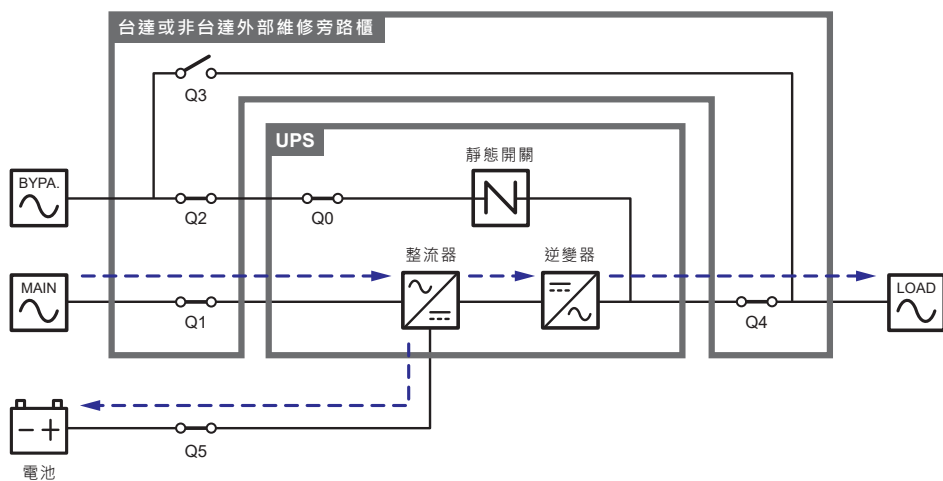 台達或非台達外部維修旁路櫃
Q3
UPS
靜態開關
BYPA.
Q2
Q0
整流器
逆變器
MAIN
LOAD
Q1
Q4
Q5
電池